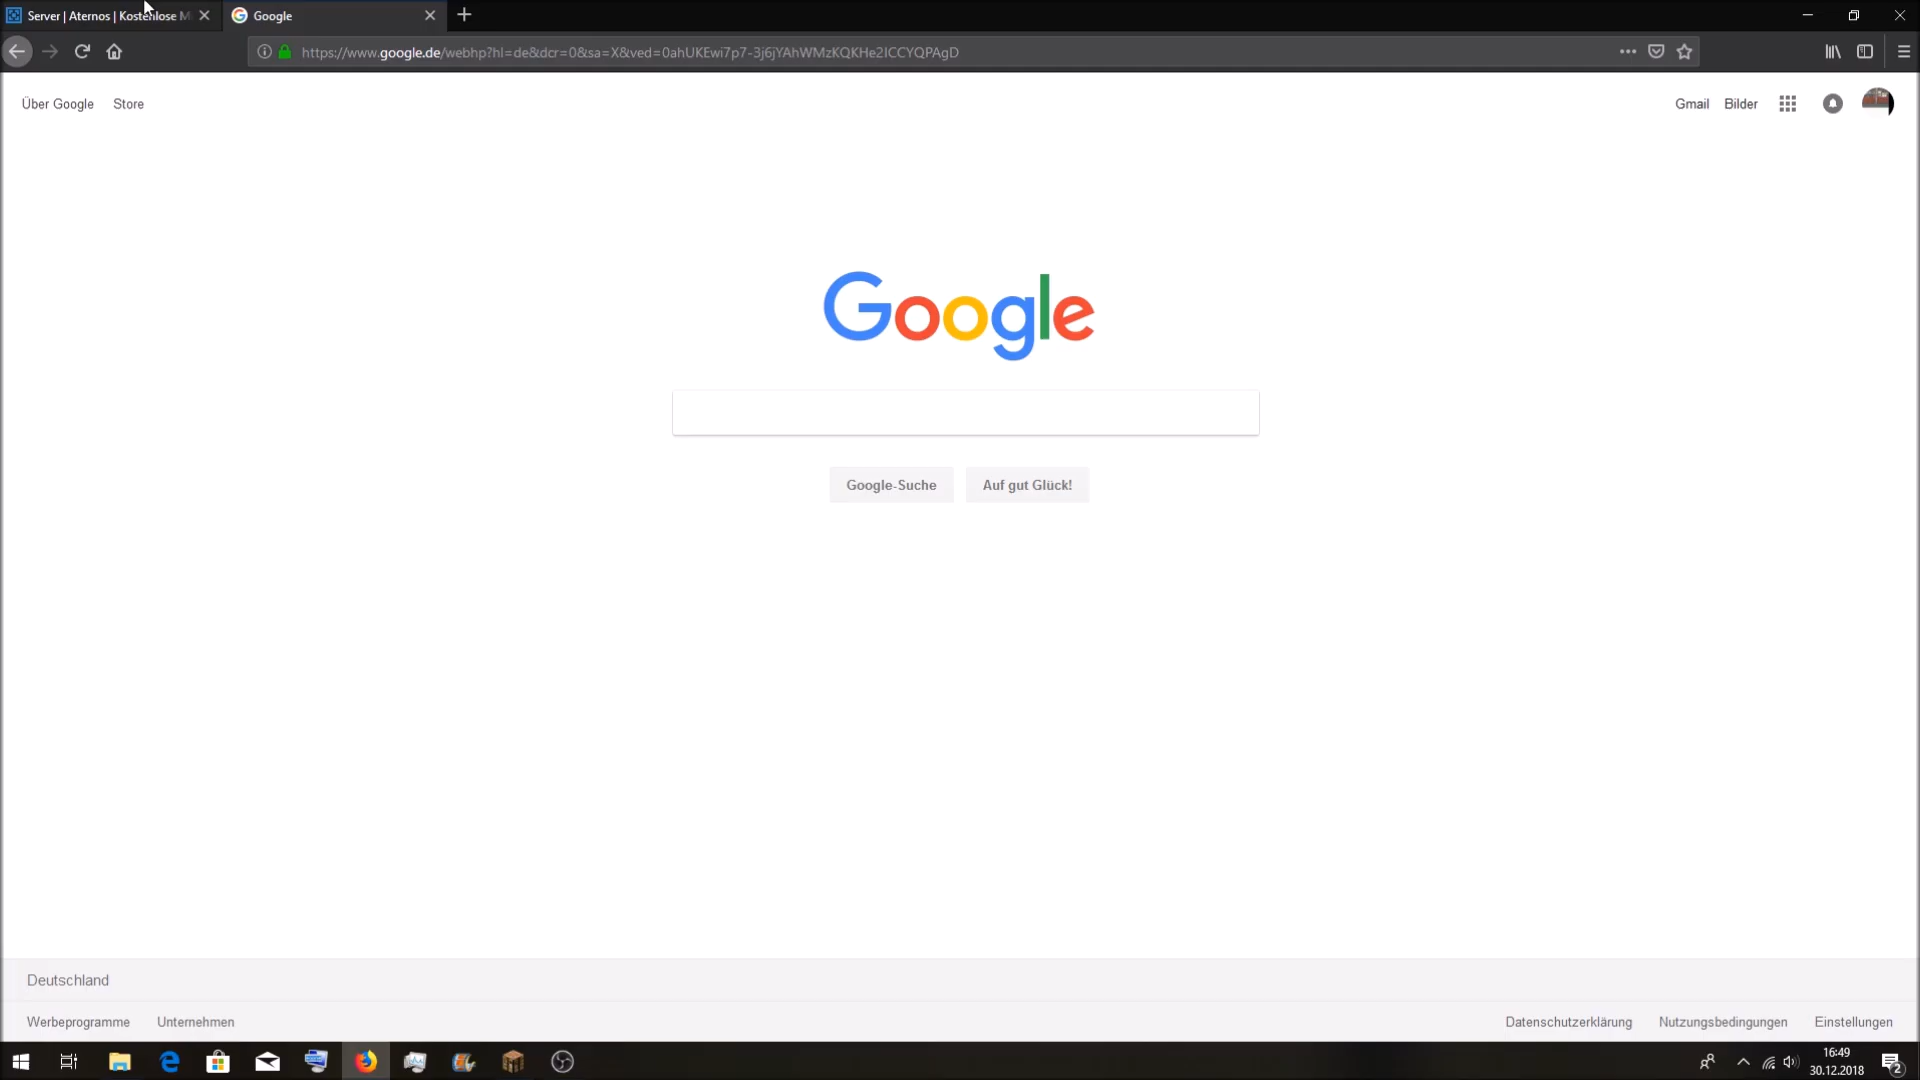 Server | Aternos | Kostenlose M
Google
https://www.google.de/webhp?hl=de&dcr=0&sa=X&ved=0ahUKEwi7p7-3j6jYAhWMzKQKHe2ICCYQPAgD
Über Google Store
Gmail Bilder
Google
Google-Suche
Auf gut Glück!
Deutschland
Werbeprogramme Unternehmen
Datenschutzerklärung Nutzungsbedingungen Einstellungen
16:49
30.12.2018
2